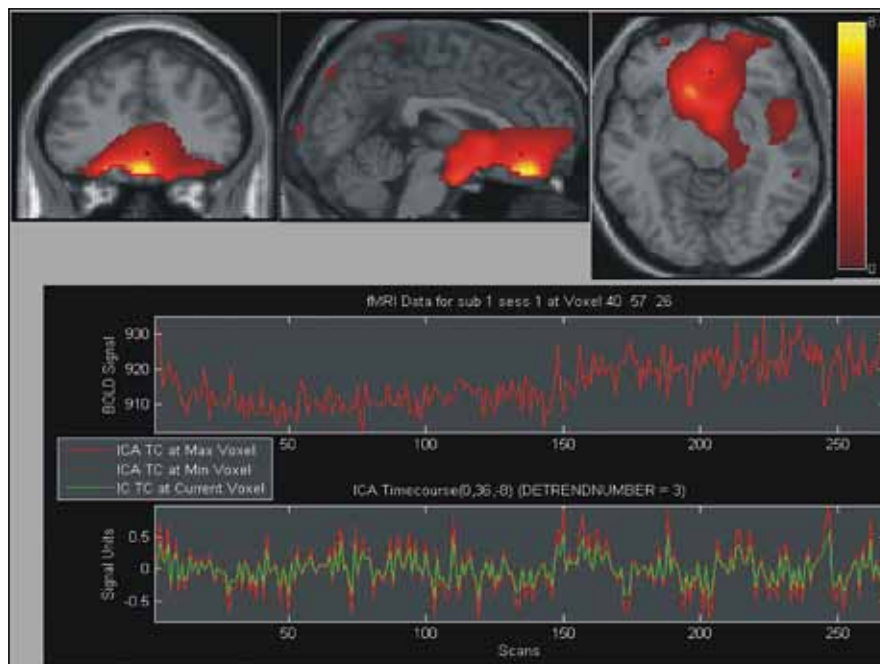 8.
0
fMRI Data for sub 1 sess 1 at Voxel 40 57 26
BOLD Signal
930
920
910
50 100 150 200 250
ICA TC at Max Voxel
ICA TC at Min Voxel
IC TC at Current Voxel
ICA Timecourse(0,36,-8) (DETRENDNUMBER = 3)
Signal Units
0.5
0
-0.5
50 100 150 200 250
Scans